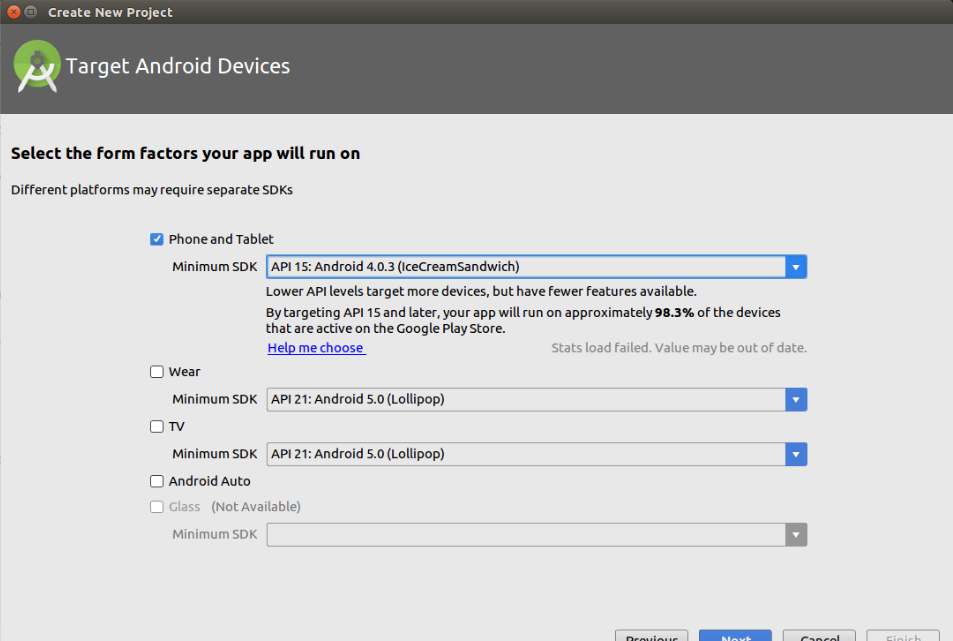 Create New Project
Target Android Devices
Select the form factors your app will run on
Different platforms may require separate SDKs
Phone and Tablet
Minimum SDK API 15: Android 4.0.3 (IceCreamSandwich)
Lower API levels target more devices, but have fewer features available.
By targeting API 15 and later, your app will run on approximately 98.3% of the devices
that are active on the Google Play Store.
Help me choose Stats load failed. Value may be out of date.
Wear
Minimum SDK API 21: Android 5.0 (Lollipop)
TV
Minimum SDK API 21: Android 5.0 (Lollipop)
Android Auto
Glass (Not Available)
Minimum SDK
Previous Next Cancel Finish